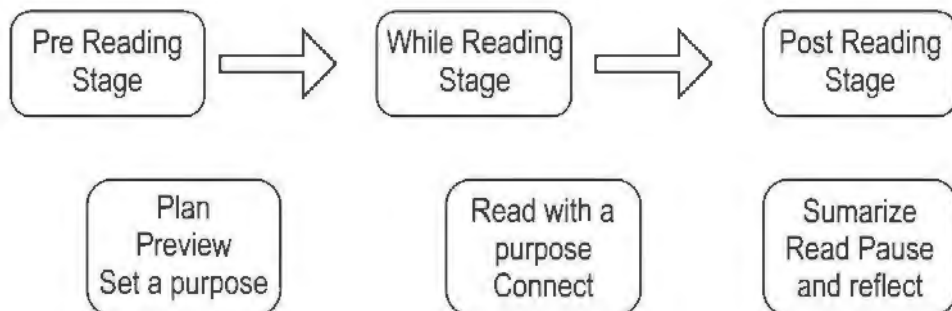 Pre Reading
Stage
While Reading
Stage
Post Reading
Stage
Plan
Preview
Set a purpose
Read with a
purpose
Connect
Sumarize
Read Pause
and reflect